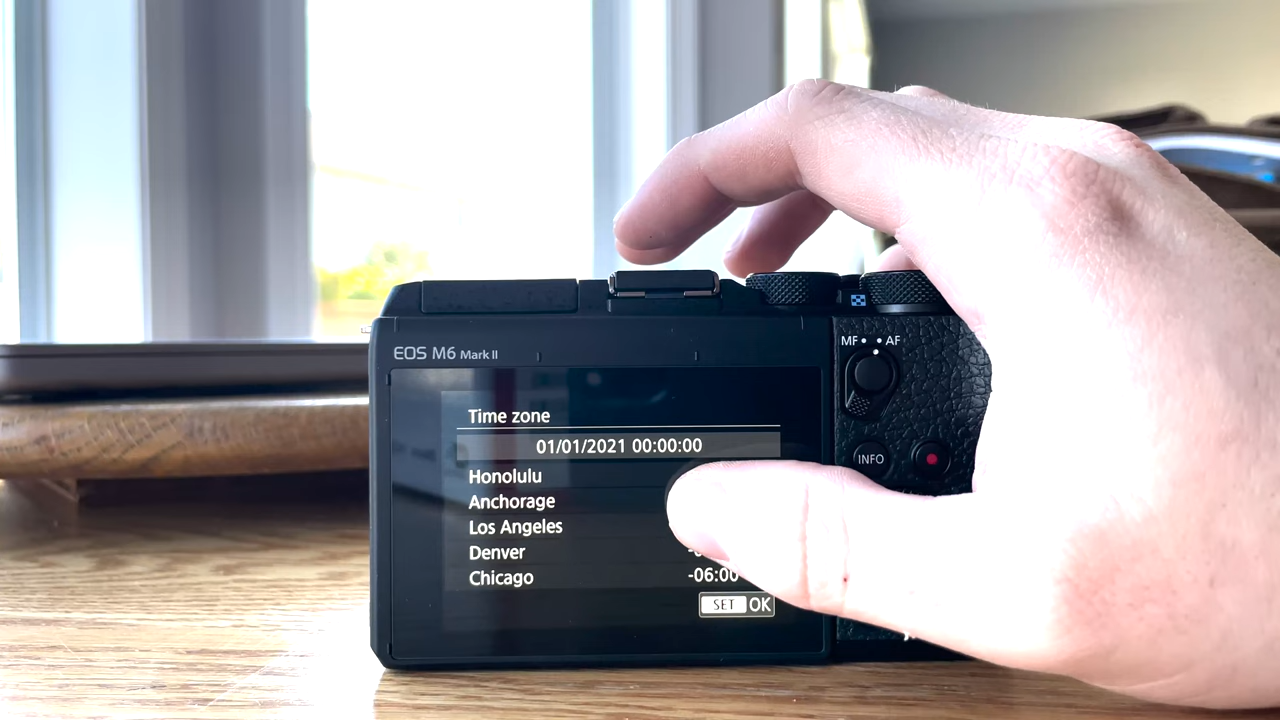 EOS M6 Mark II
MF AF
Time zone
01/01/2021 00:00:00
Honolulu
Anchorage
Los Angeles
Denver
Chicago -06:00
SET OK
INFO